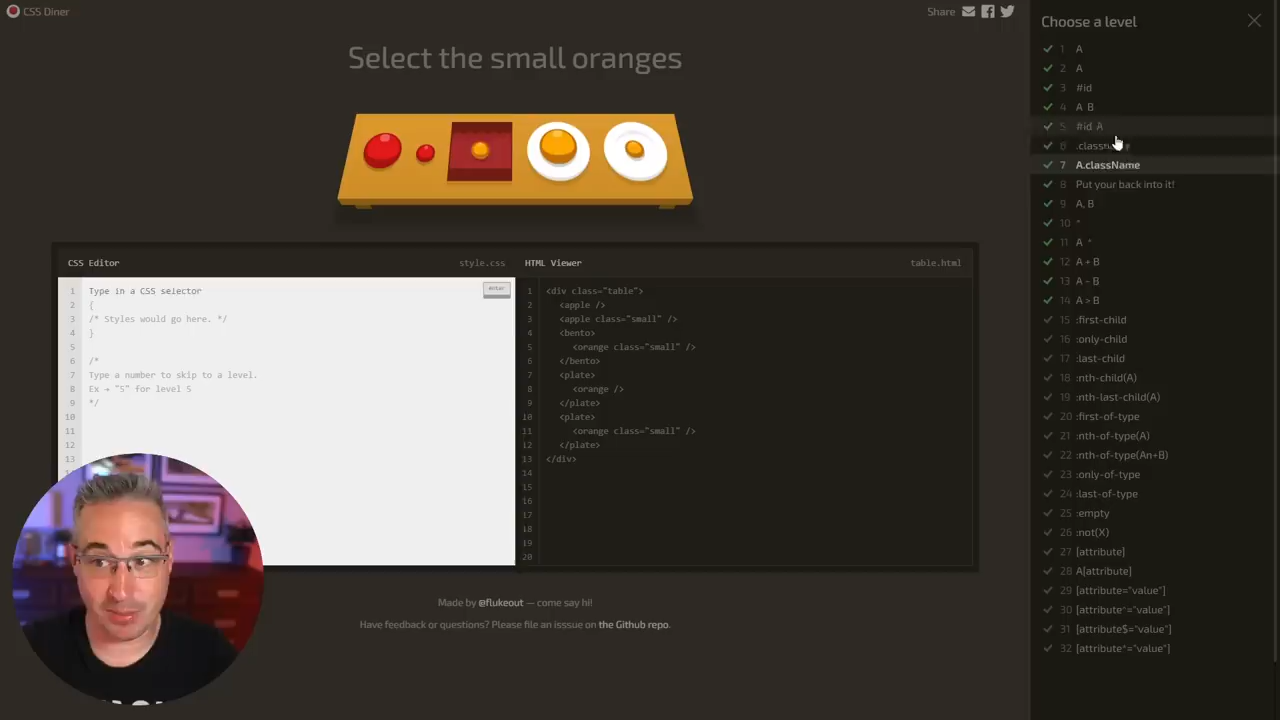 CSS Diner
Share
Select the small oranges
CSS Editor
style.css
1 Type in a CSS selector
enter
2 {
3 /* Styles would go here. */
4 }
5
6 /*
7 Type a number to skip to a level.
8 Ex → "5" for level 5
9 */
10
11
12
13
HTML Viewer
table.html
1 <div class="table">
2 <apple />
3 <apple class="small" />
4 <bento>
5 <orange class="small" />
6 </bento>
7 <plate>
8 <orange />
9 </plate>
10 <plate>
11 <orange class="small" />
12 </plate>
13 </div>
14
15
16
17
18
19
20
Made by @flukeout — come say hi!
Have feedback or questions? Please file an isssue on the Github repo.
Choose a level
1 A
2 A
3 #id
4 A B
5 #id A
6 .classn
7 A.className
8 Put your back into it!
9 A, B
10 *
11 A *
12 A + B
13 A ~ B
14 A > B
15 :first-child
16 :only-child
17 :last-child
18 :nth-child(A)
19 :nth-last-child(A)
20 :first-of-type
21 :nth-of-type(A)
22 :nth-of-type(An+B)
23 :only-of-type
24 :last-of-type
25 :empty
26 :not(X)
27 [attribute]
28 A[attribute]
29 [attribute="value"]
30 [attribute^="value"]
31 [attribute$="value"]
32 [attribute*="value"]